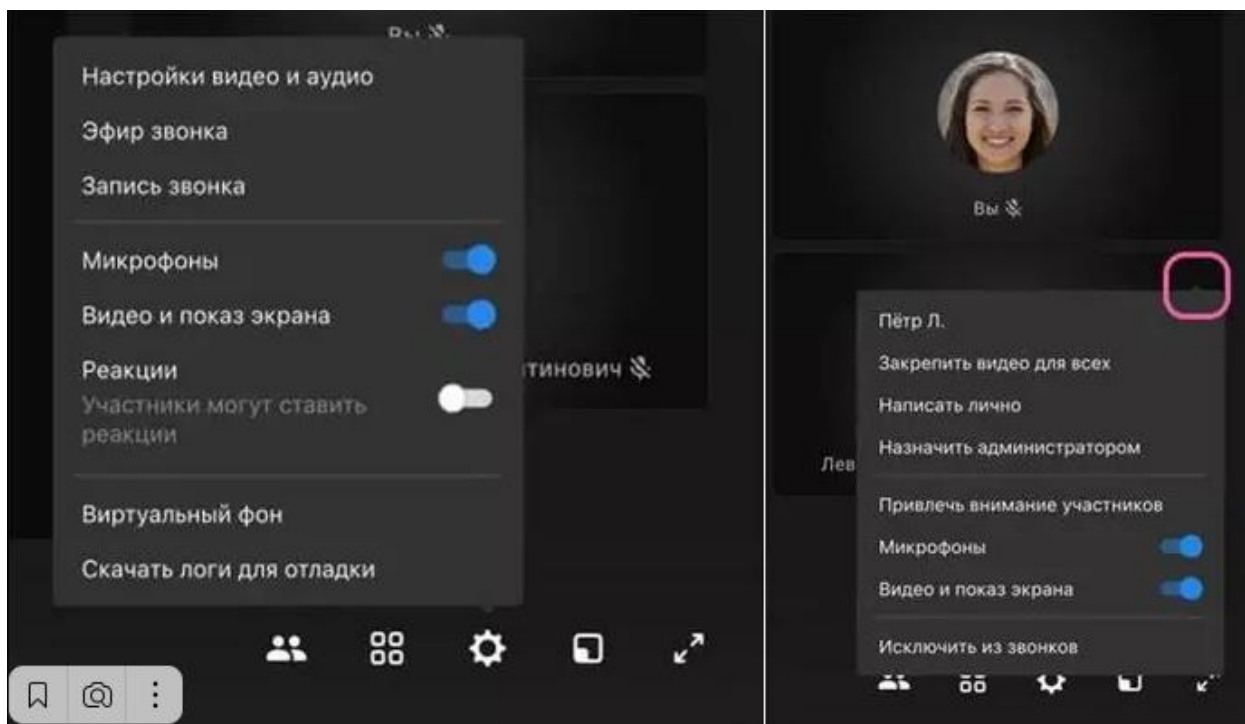 Вы
Настройки видео и аудио
Эфир звонка
Запись звонка
Микрофоны
Видео и показ экрана
Реакции
Участники могут ставить
реакции
тинович
Виртуальный фон
Скачать логи для отладки
Вы
Пётр Л.
Закрепить видео для всех
Написать лично
Назначить администратором
Лев
Привлечь внимание участников
Микрофоны
Видео и показ экрана
Исключить из звонков